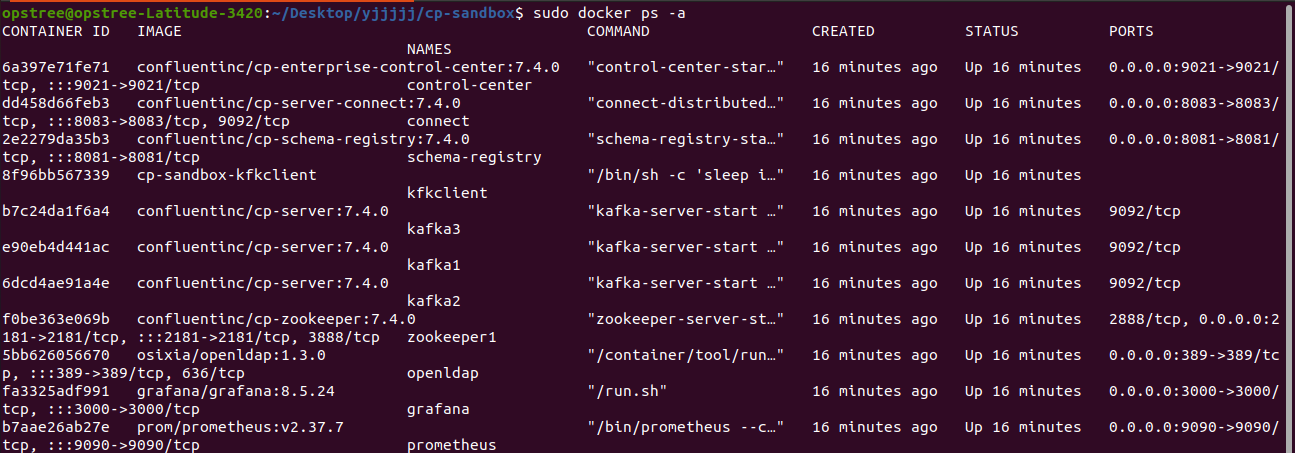 opstree@opstree-Latitude-3420:~/Desktop/yjjjjj/cp-sandbox$ sudo docker ps -a
CONTAINER ID   IMAGE                                             COMMAND                  CREATED          STATUS          PORTS
                                             NAMES
6a397e71fe71   confluentinc/cp-enterprise-control-center:7.4.0   "control-center-star…"   16 minutes ago   Up 16 minutes   0.0.0.0:9021->9021/
tcp, :::9021->9021/tcp                       control-center
dd458d66feb3   confluentinc/cp-server-connect:7.4.0              "connect-distributed…"   16 minutes ago   Up 16 minutes   0.0.0.0:8083->8083/
tcp, :::8083->8083/tcp, 9092/tcp             connect
2e2279da35b3   confluentinc/cp-schema-registry:7.4.0             "schema-registry-sta…"   16 minutes ago   Up 16 minutes   0.0.0.0:8081->8081/
tcp, :::8081->8081/tcp                       schema-registry
8f96bb567339   cp-sandbox-kfkclient                              "/bin/sh -c 'sleep i…"   16 minutes ago   Up 16 minutes
                                             kfkclient
b7c24da1f6a4   confluentinc/cp-server:7.4.0                      "kafka-server-start …"   16 minutes ago   Up 16 minutes   9092/tcp
                                             kafka3
e90eb4d441ac   confluentinc/cp-server:7.4.0                      "kafka-server-start …"   16 minutes ago   Up 16 minutes   9092/tcp
                                             kafka1
6dcd4ae91a4e   confluentinc/cp-server:7.4.0                      "kafka-server-start …"   16 minutes ago   Up 16 minutes   9092/tcp
                                             kafka2
f0be363e069b   confluentinc/cp-zookeeper:7.4.0                   "zookeeper-server-st…"   16 minutes ago   Up 16 minutes   2888/tcp, 0.0.0.0:2
181->2181/tcp, :::2181->2181/tcp, 3888/tcp   zookeeper1
5bb626056670   osixia/openldap:1.3.0                             "/container/tool/run…"   16 minutes ago   Up 16 minutes   0.0.0.0:389->389/tc
p, :::389->389/tcp, 636/tcp                  openldap
fa3325adf991   grafana/grafana:8.5.24                            "/run.sh"                16 minutes ago   Up 16 minutes   0.0.0.0:3000->3000/
tcp, :::3000->3000/tcp                       grafana
b7aae26ab27e   prom/prometheus:v2.37.7                           "/bin/prometheus --c…"   16 minutes ago   Up 16 minutes   0.0.0.0:9090->9090/
tcp, :::9090->9090/tcp                       prometheus